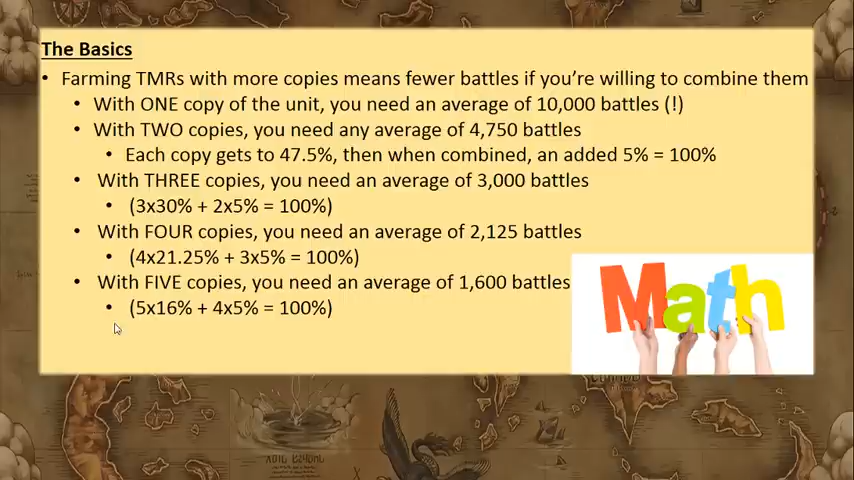 The Basics
• Farming TMRs with more copies means fewer battles if you're willing to combine them
• With ONE copy of the unit, you need an average of 10,000 battles (!)
• With TWO copies, you need any average of 4,750 battles
• Each copy gets to 47.5%, then when combined, an added 5% = 100%
• With THREE copies, you need an average of 3,000 battles
• (3x30% + 2x5% = 100%)
• With FOUR copies, you need an average of 2,125 battles
• (4x21.25% + 3x5% = 100%)
• With FIVE copies, you need an average of 1,600 battles
• (5x16% + 4x5% = 100%)
Math